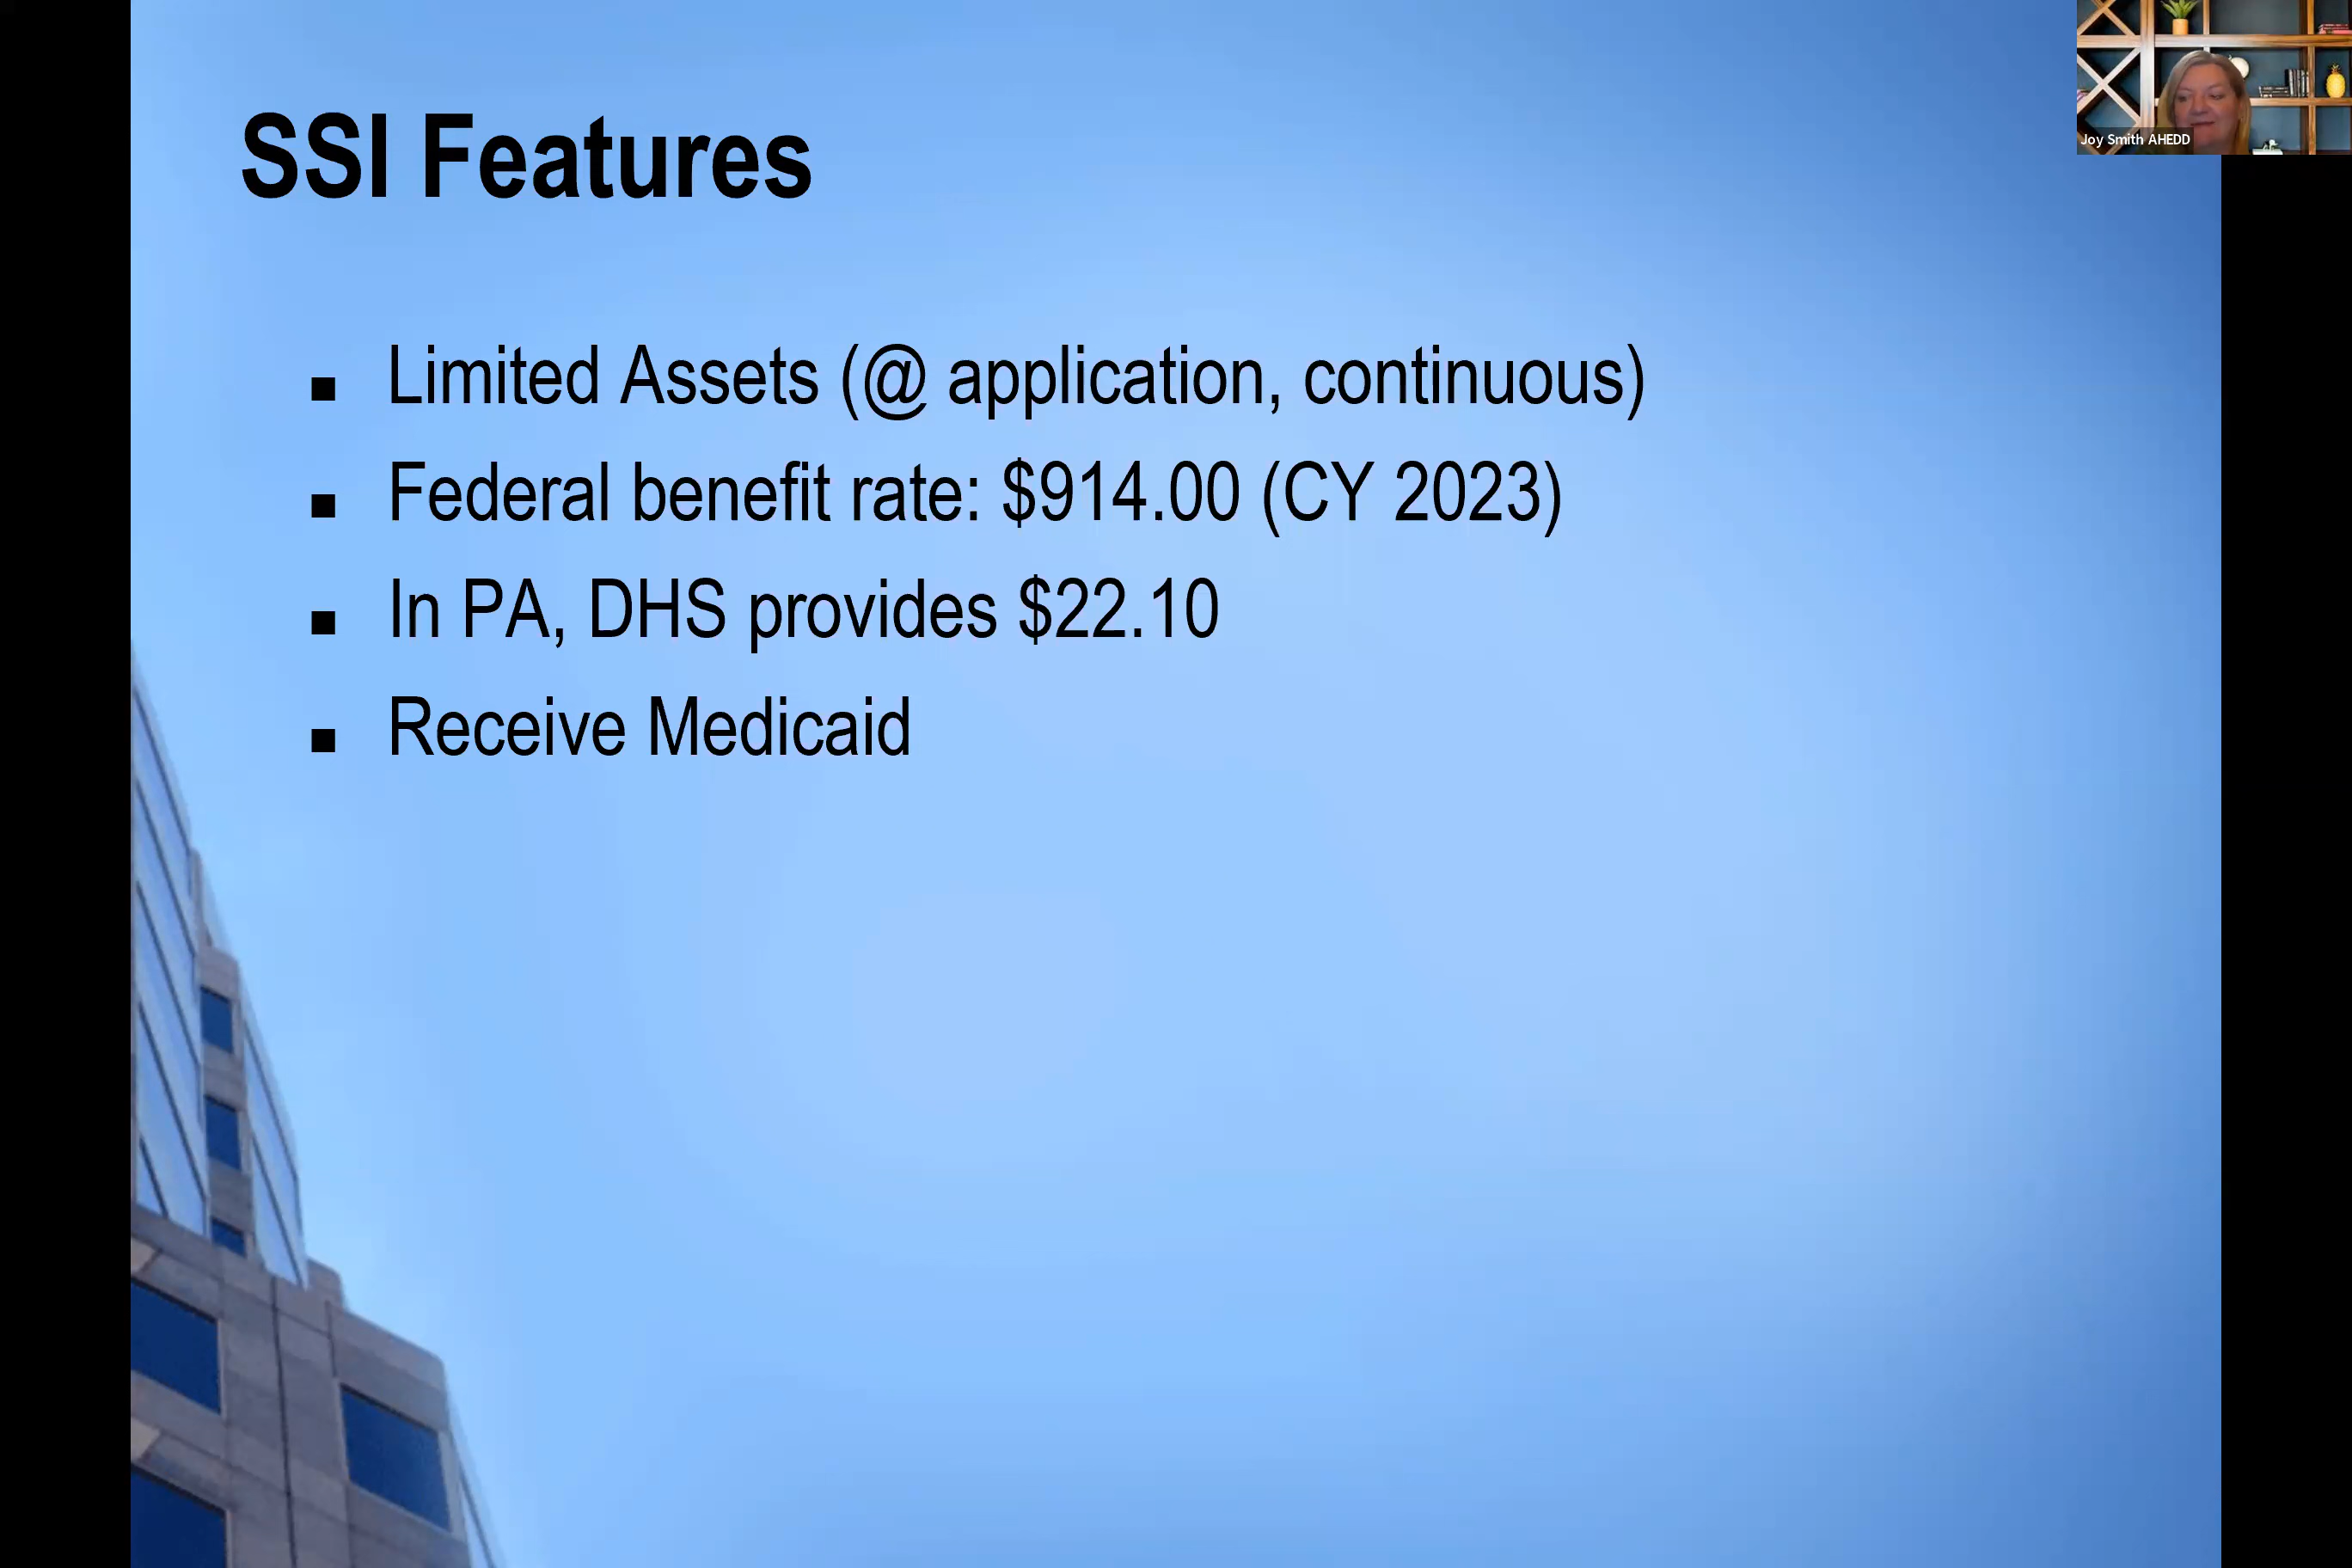 SSI Features
Limited Assets (@ application, continuous)
Federal benefit rate: $914.00 (CY 2023)
In PA, DHS provides $22.10
Receive Medicaid
Joy Smith AHEDD